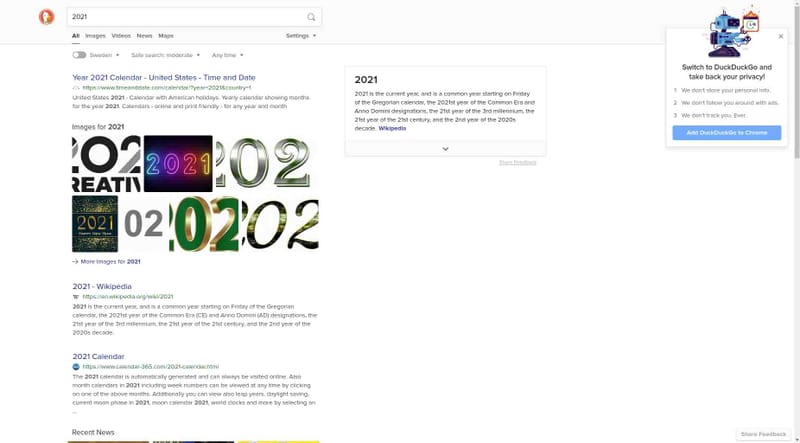 2021
All Images Videos News Maps Settings
Sweden Safe search: moderate Any time
Year 2021 Calendar - United States - Time and Date
https://www.timeanddate.com/calendar/?year=2021&country=1
United States 2021 - Calendar with American holidays. Yearly calendar showing months
for the year 2021. Calendars - online and print friendly - for any year and month
Images for 2021
2021
202
2021
02
02
202
More Images for 2021
2021 - Wikipedia
https://en.wikipedia.org/wiki/2021
2021 is the current year, and is a common year starting on Friday of the Gregorian
calendar, the 2021st year of the Common Era (CE) and Anno Domini (AD) designations, the
21st year of the 3rd millennium, the 21st year of the 21st century, and the 2nd year of the
2020s decade.
2021 Calendar
https://www.calendar-365.com/2021-calendar.html
The 2021 calendar is automatically generated and can always be visited online. Also
month calendars in 2021 including week numbers can be viewed at any time by clicking
on one of the above months. Additionally you can view also leap years, daylight saving,
current moon phase in 2021, moon calendar 2021, world clocks and more by selecting an
...
Recent News
2021
2021 is the current year, and is a common year starting on Friday
of the Gregorian calendar, the 2021st year of the Common Era and
Anno Domini designations, the 21st year of the 3rd millennium, the
21st year of the 21st century, and the 2nd year of the 2020s
decade. Wikipedia
Share Feedback
Switch to DuckDuckGo and
take back your privacy!
1 We don't store your personal info.
2 We don't follow you around with ads.
3 We don't track you. Ever.
Add DuckDuckGo to Chrome
Share Feedback